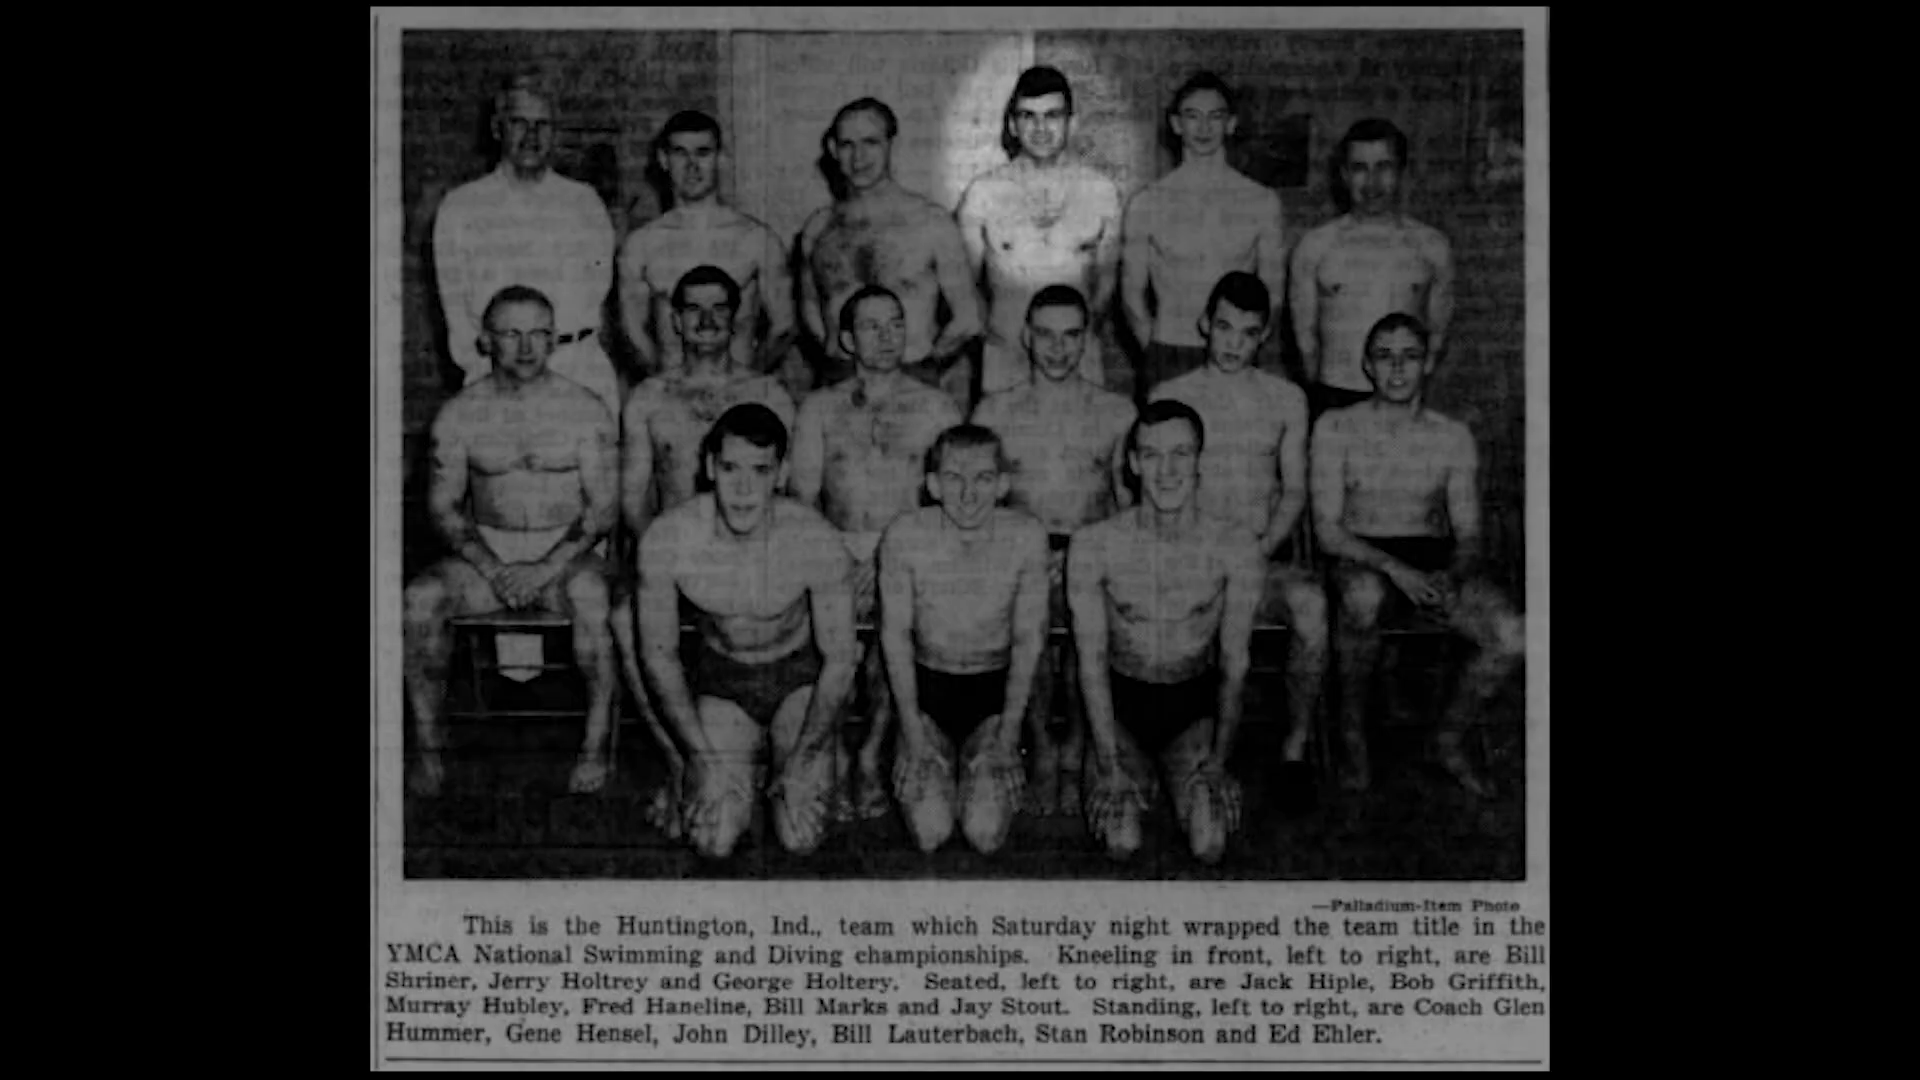 —Palladium-Item Photo
This is the Huntington, Ind., team which Saturday night wrapped the team title in the
YMCA National Swimming and Diving championships. Kneeling in front, left to right, are Bill
Shriner, Jerry Holtrey and George Holtery. Seated, left to right, are Jack Hiple, Bob Griffith,
Murray Hubley, Fred Haneline, Bill Marks and Jay Stout. Standing, left to right, are Coach Glen
Hummer, Gene Hensel, John Dilley, Bill Lauterbach, Stan Robinson and Ed Ehler.